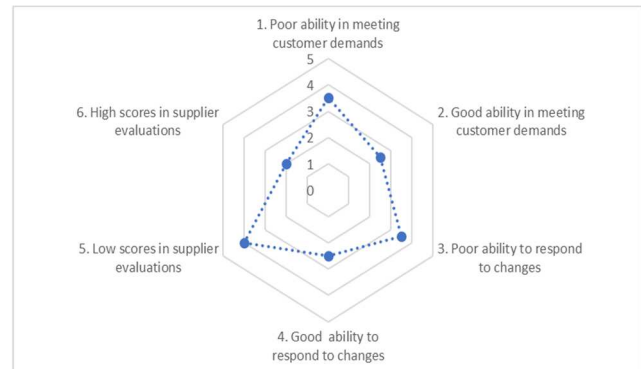 1. Poor ability in meeting
customer demands
5
4
3
2
1
0
2. Good ability in meeting
customer demands
3. Poor ability to respond
to changes
4. Good ability to
respond to changes
5. Low scores in supplier
evaluations
6. High scores in supplier
evaluations